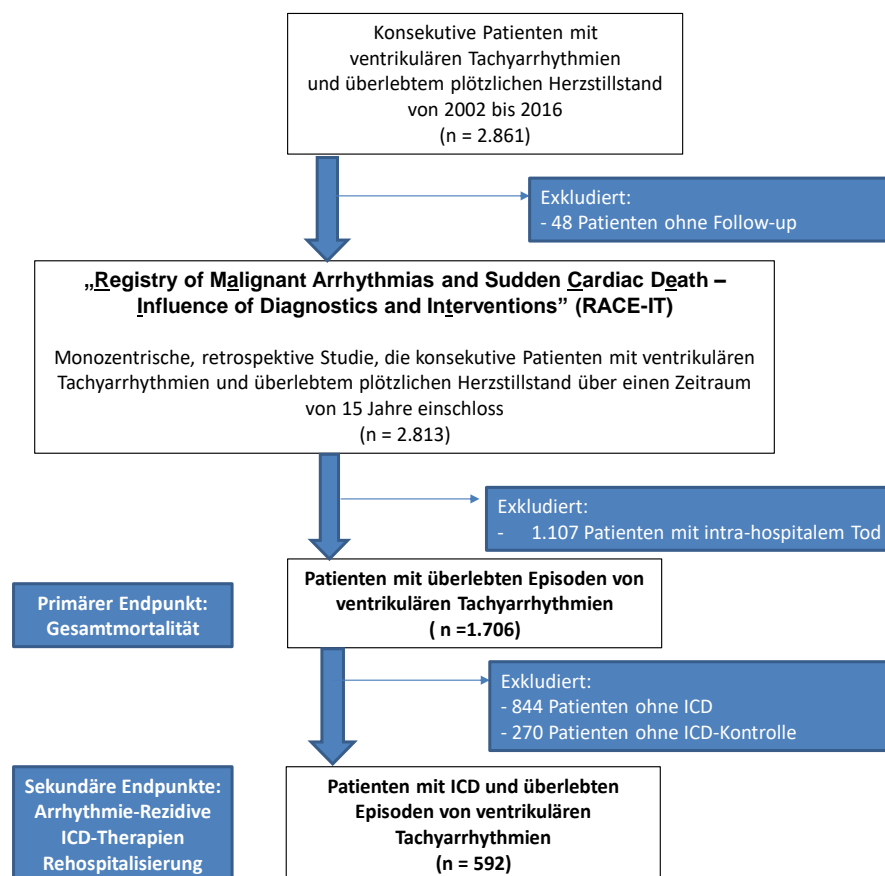 Konsekutive Patienten mit
ventrikulären Tachyarrhythmien
und überlebtem plötzlichen Herzstillstand
von 2002 bis 2016
(n = 2.861)
Exkludiert:
- 48 Patienten ohne Follow-up
„Registry of Malignant Arrhythmias and Sudden Cardiac Death –
Influence of Diagnostics and Interventions” (RACE-IT)
Monozentrische, retrospektive Studie, die konsekutive Patienten mit ventrikulären
Tachyarrhythmien und überlebtem plötzlichen Herzstillstand über einen Zeitraum
von 15 Jahre einschloss
(n = 2.813)
Exkludiert:
- 1.107 Patienten mit intra-hospitalem Tod
Primärer Endpunkt:
Gesamtmortalität
Patienten mit überlebten Episoden von
ventrikulären Tachyarrhythmien
( n =1.706)
Exkludiert:
- 844 Patienten ohne ICD
- 270 Patienten ohne ICD-Kontrolle
Sekundäre Endpunkte:
Arrhythmie-Rezidive
ICD-Therapien
Rehospitalisierung
Patienten mit ICD und überlebten
Episoden von ventrikulären
Tachyarrhythmien
(n = 592)